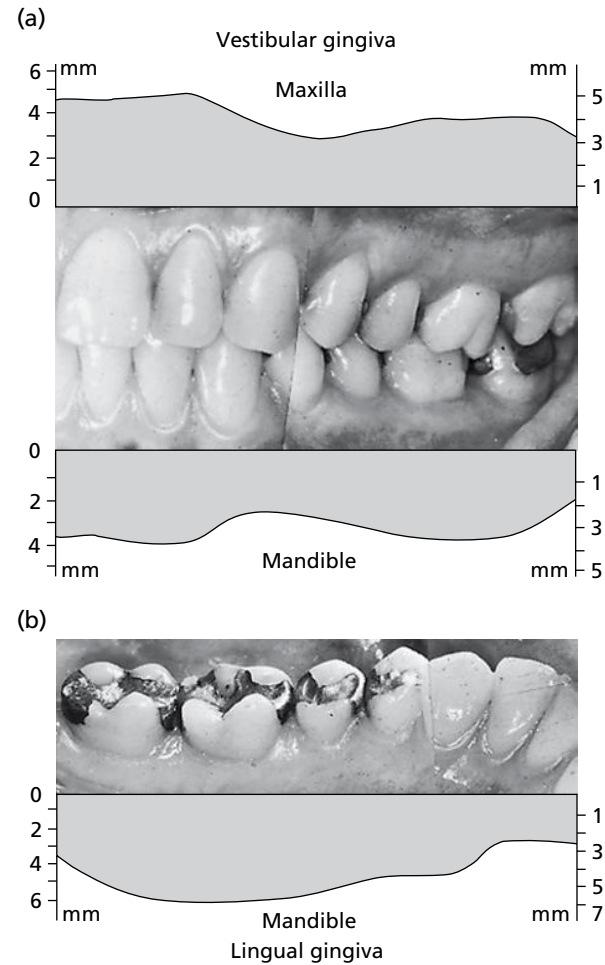 (a)
Vestibular gingiva
6 mm mm
Maxilla
5
4
3
2
1
0
0
1
2
3
4
mm Mandible mm 5
(b)
0
1
2
3
4
5
6
mm mm 7
Mandible
Lingual gingiva